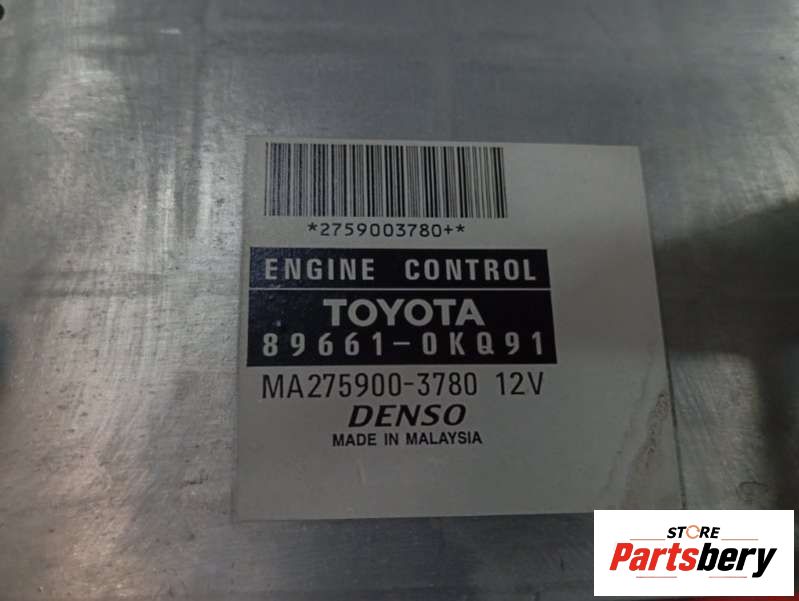 *2759003780+*
ENGINE CONTROL
TOYOTA
89661-0KQ91
MA275900-3780 12V
DENSO
MADE IN MALAYSIA
STORE
Partsbery